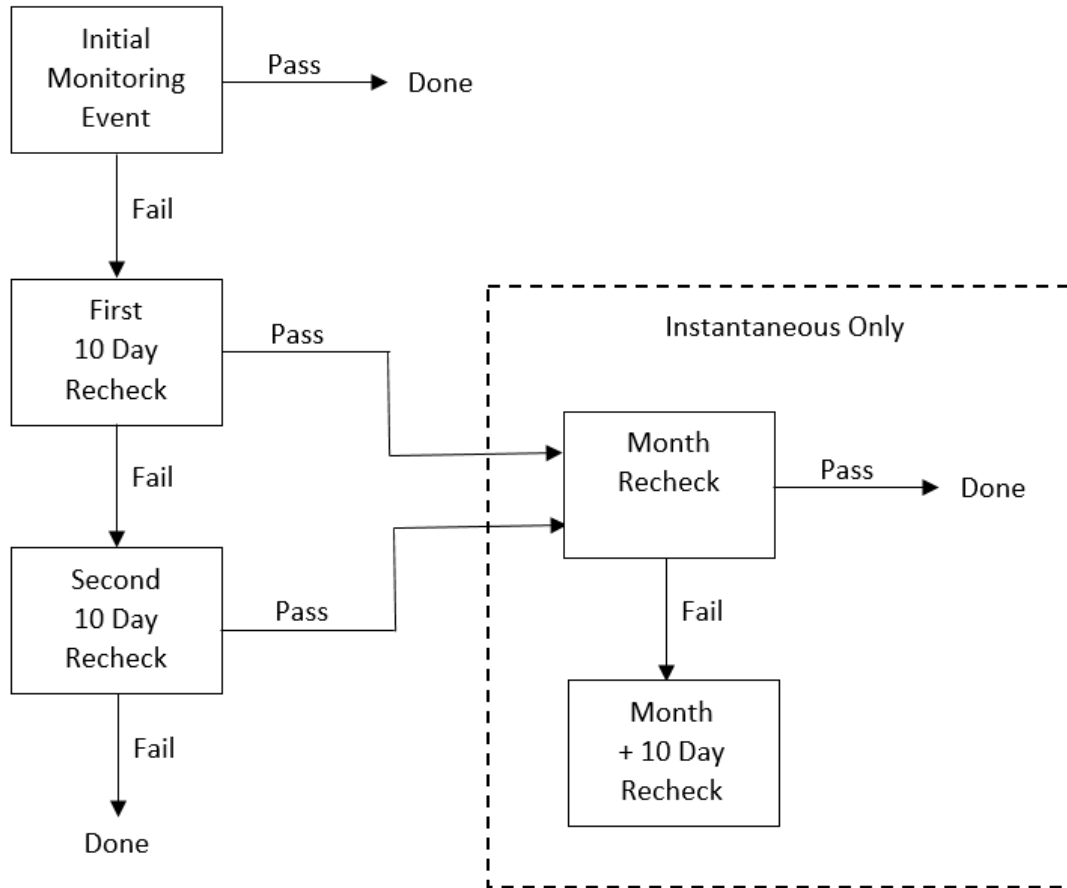 Initial
Monitoring
Event
Pass
Done
Fail
First
10 Day
Recheck
Pass
Instantaneous Only
Month
Recheck
Pass
Done
Fail
Second
10 Day
Recheck
Pass
Fail
Month
+ 10 Day
Recheck
Fail
Done